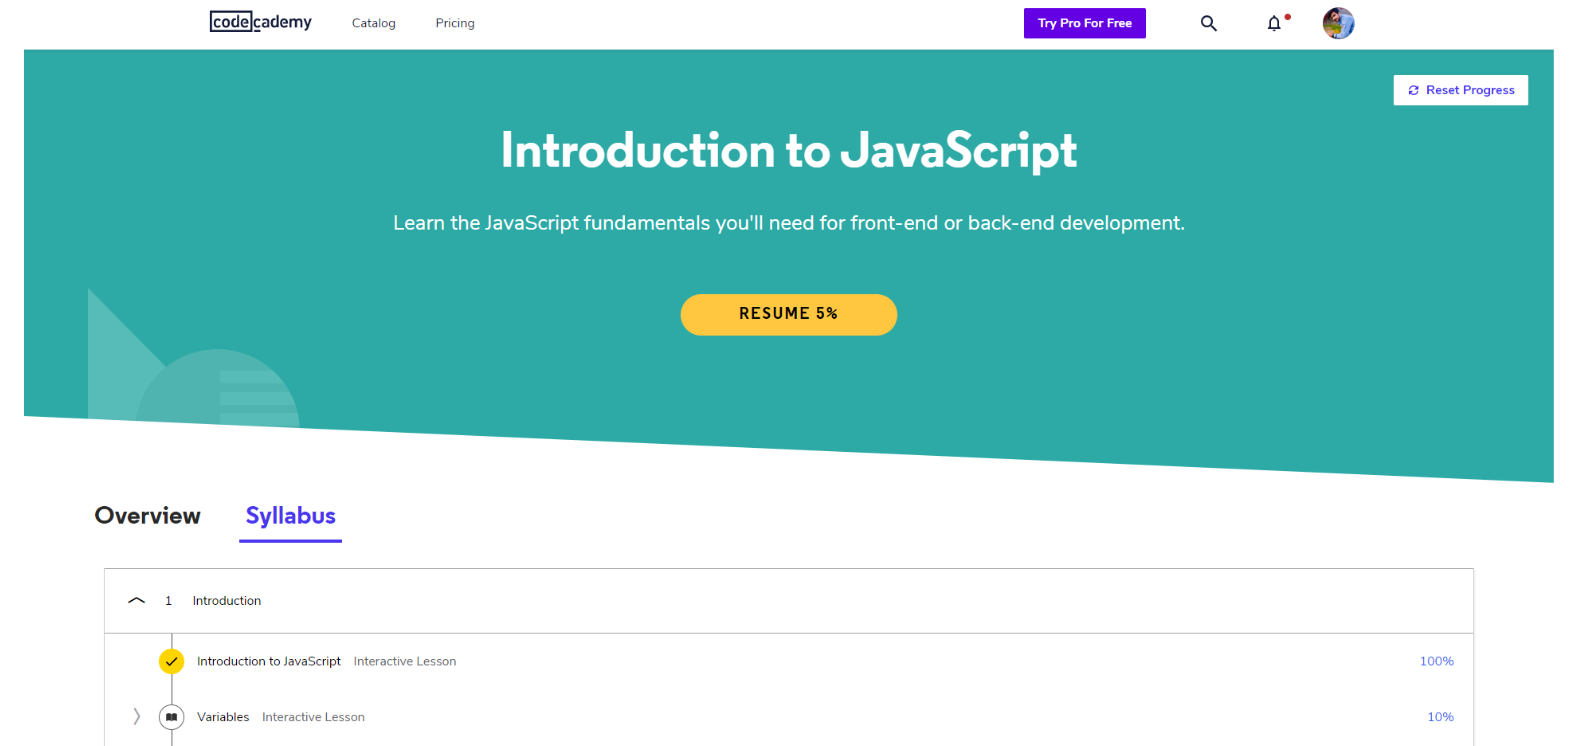 codecademy Catalog Pricing Try Pro For Free
Reset Progress
Introduction to JavaScript
Learn the JavaScript fundamentals you'll need for front-end or back-end development.
RESUME 5%
Overview Syllabus
1 Introduction
Introduction to JavaScript Interactive Lesson 100%
Variables Interactive Lesson 10%